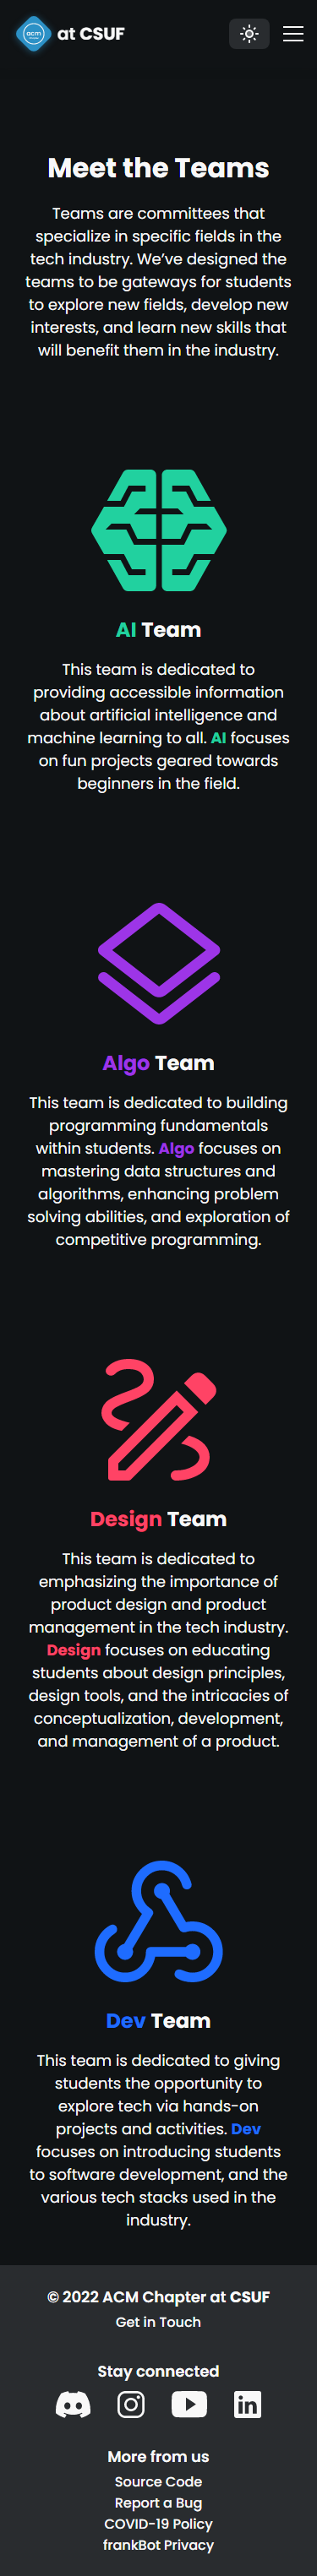 acm
at CSUF
Meet the Teams
Teams are committees that
specialize in specific fields in the
tech industry. We’ve designed the
teams to be gateways for students
to explore new fields, develop new
interests, and learn new skills that
will benefit them in the industry.
AI Team
This team is dedicated to
providing accessible information
about artificial intelligence and
machine learning to all. AI focuses
on fun projects geared towards
beginners in the field.
Algo Team
This team is dedicated to building
programming fundamentals
within students. Algo focuses on
mastering data structures and
algorithms, enhancing problem
solving abilities, and exploration of
competitive programming.
Design Team
This team is dedicated to
emphasizing the importance of
product design and product
management in the tech industry.
Design focuses on educating
students about design principles,
design tools, and the intricacies of
conceptualization, development,
and management of a product.
Dev Team
This team is dedicated to giving
students the opportunity to
explore tech via hands-on
projects and activities. Dev
focuses on introducing students
to software development, and the
various tech stacks used in the
industry.
© 2022 ACM Chapter at CSUF
Get in Touch
Stay connected
in
More from us
Source Code
Report a Bug
COVID-19 Policy
frankBot Privacy